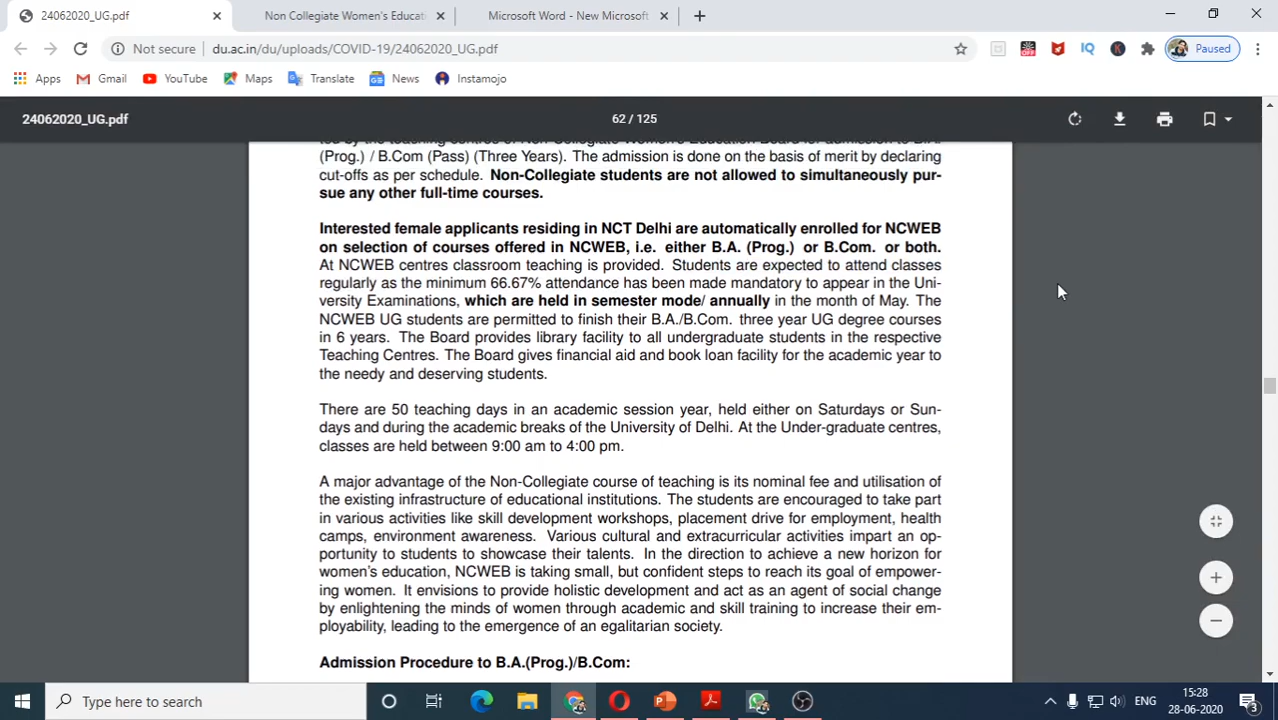 24062020_UG.pdf
Non Collegiate Women's Educat
Microsoft Word - New Microsoft
Not secure
du.ac.in/du/uploads/COVID-19/24062020_UG.pdf
OFF
IQ
K
Paused
Apps
Gmail
YouTube
Maps
Translate
News
Instamojo
24062020_UG.pdf
62 / 125
ted by the teaching centres of Non-Collegiate Women's Education Board for admission to B.A.
(Prog.) / B.Com (Pass) (Three Years). The admission is done on the basis of merit by declaring
cut-offs as per schedule. Non-Collegiate students are not allowed to simultaneously pur-
sue any other full-time courses.
Interested female applicants residing in NCT Delhi are automatically enrolled for NCWEB
on selection of courses offered in NCWEB, i.e. either B.A. (Prog.) or B.Com. or both.
At NCWEB centres classroom teaching is provided. Students are expected to attend classes
regularly as the minimum 66.67% attendance has been made mandatory to appear in the Uni-
versity Examinations, which are held in semester mode/ annually in the month of May. The
NCWEB UG students are permitted to finish their B.A./B.Com. three year UG degree courses
in 6 years. The Board provides library facility to all undergraduate students in the respective
Teaching Centres. The Board gives financial aid and book loan facility for the academic year to
the needy and deserving students.
There are 50 teaching days in an academic session year, held either on Saturdays or Sun-
days and during the academic breaks of the University of Delhi. At the Under-graduate centres,
classes are held between 9:00 am to 4:00 pm.
A major advantage of the Non-Collegiate course of teaching is its nominal fee and utilisation of
the existing infrastructure of educational institutions. The students are encouraged to take part
in various activities like skill development workshops, placement drive for employment, health
camps, environment awareness. Various cultural and extracurricular activities impart an op-
portunity to students to showcase their talents. In the direction to achieve a new horizon for
women's education, NCWEB is taking small, but confident steps to reach its goal of empower-
ing women. It envisions to provide holistic development and act as an agent of social change
by enlightening the minds of women through academic and skill training to increase their em-
ployability, leading to the emergence of an egalitarian society.
Admission Procedure to B.A.(Prog.)/B.Com:
Type here to search
ENG
15:28
28-06-2020
3